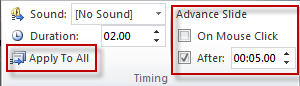 Sound: [No Sound]
Duration: 02.00
Apply To All
Advance Slide
On Mouse Click
After: 00:05.00
Timing